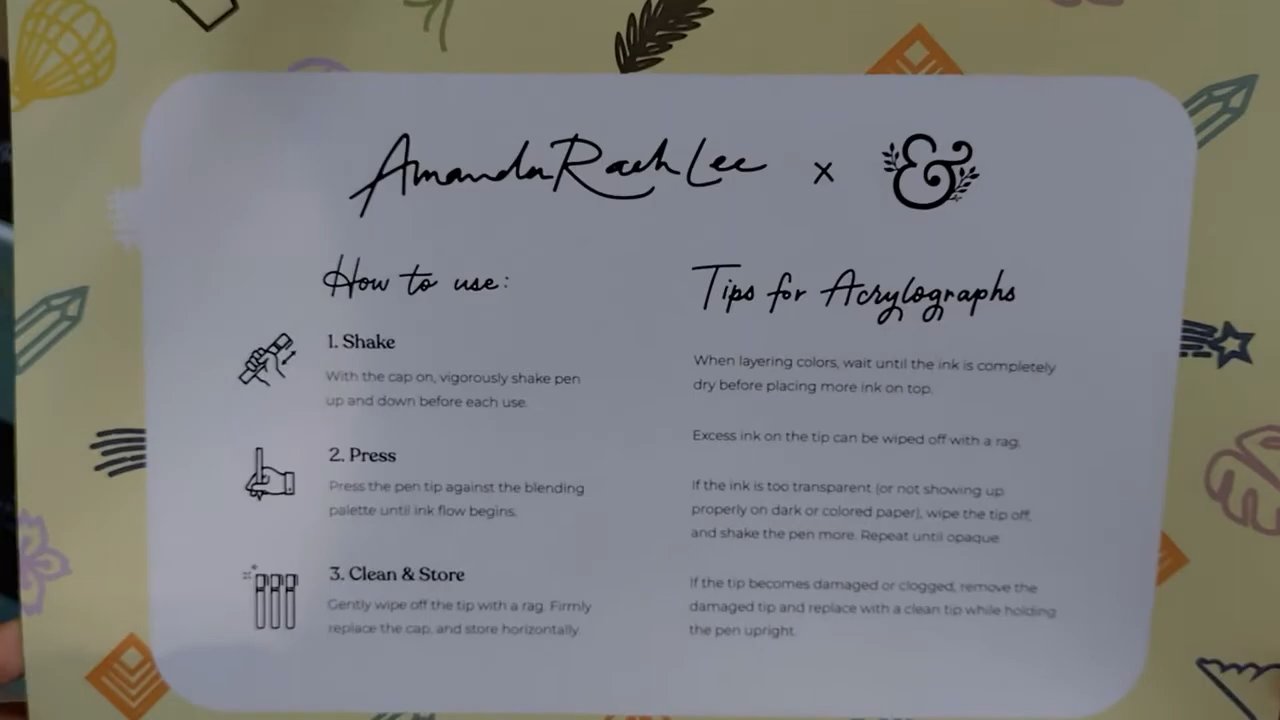 AmandaRachLee x &
How to use:
1. Shake
With the cap on, vigorously shake pen
up and down before each use.
2. Press
Press the pen tip against the blending
palette until ink flow begins.
3. Clean & Store
Gently wipe off the tip with a rag. Firmly
replace the cap, and store horizontally.
Tips for Acrylographs
When layering colors, wait until the ink is completely
dry before placing more ink on top.
Excess ink on the tip can be wiped off with a rag.
If the ink is too transparent (or not showing up
properly on dark or colored paper), wipe the tip off,
and shake the pen more. Repeat until opaque.
If the tip becomes damaged or clogged, remove the
damaged tip and replace with a clean tip while holding
the pen upright.